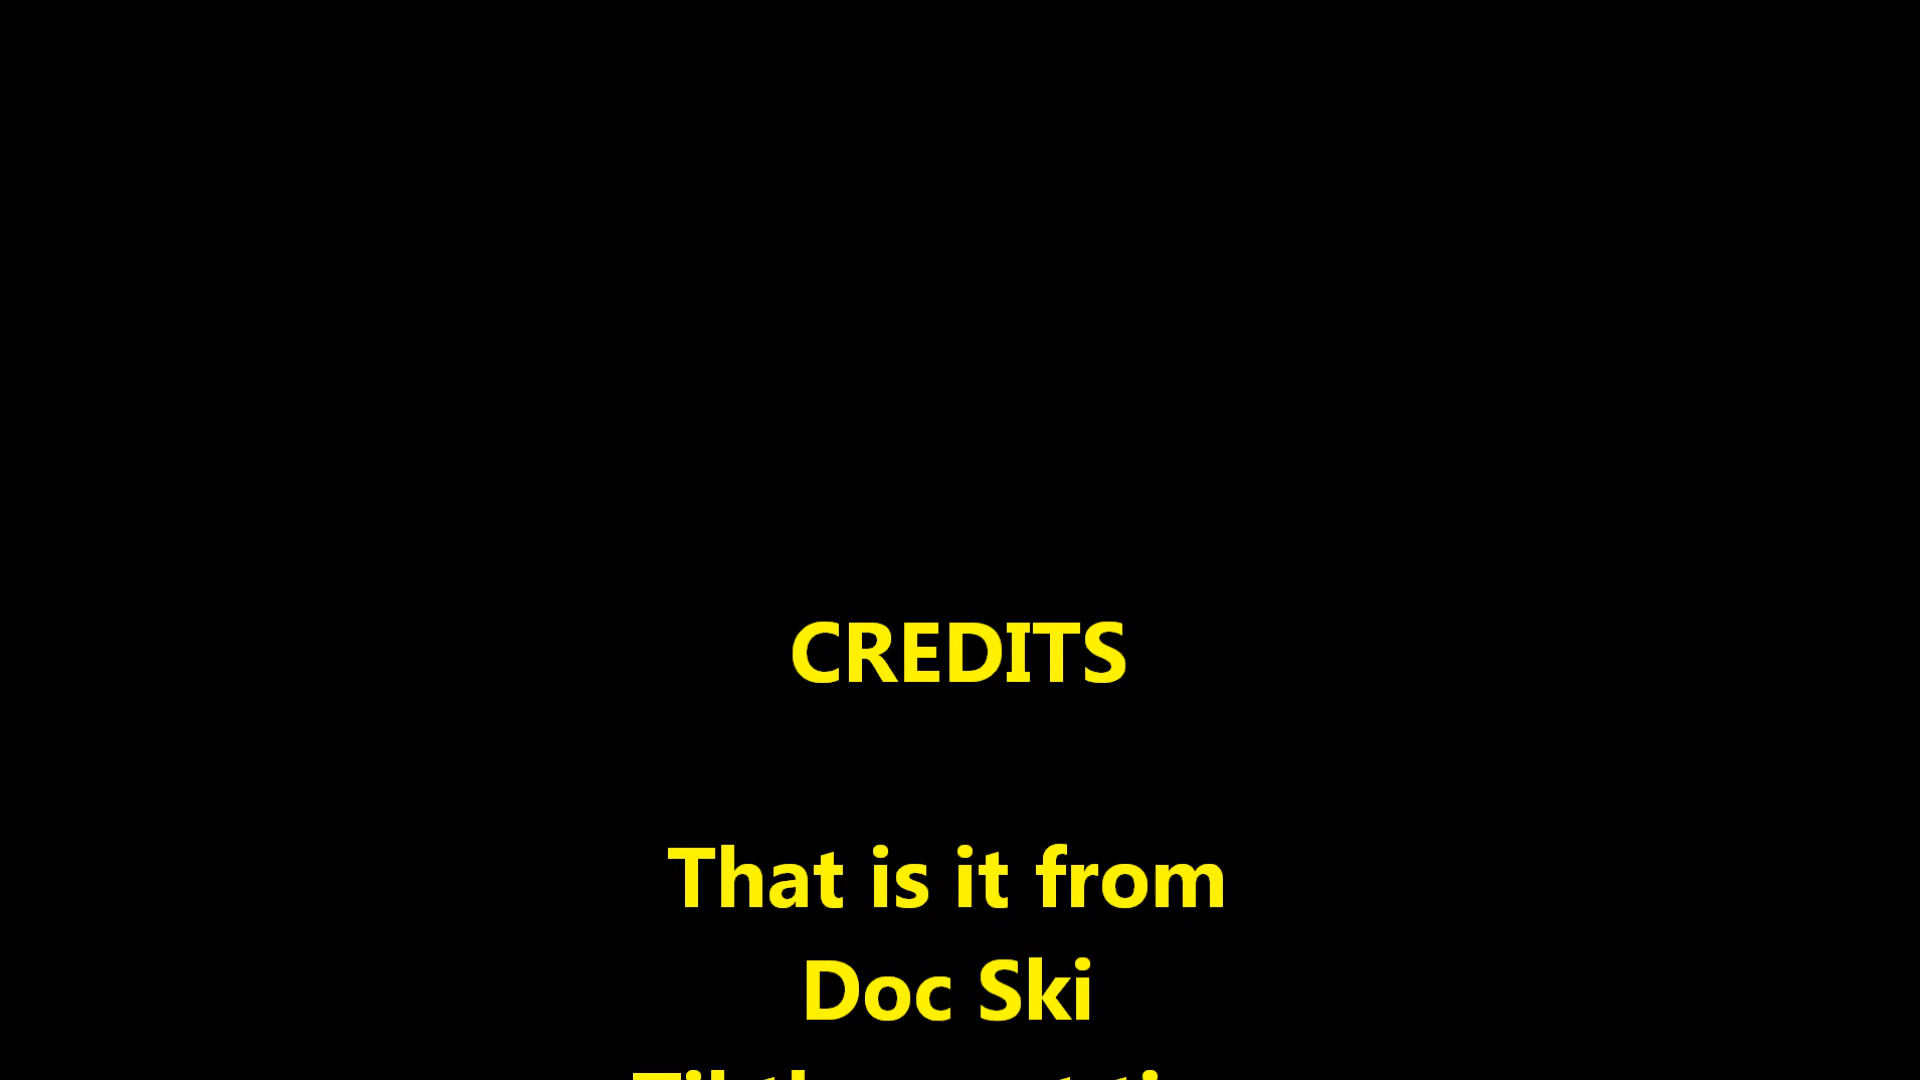 CREDITS
That is it from
Doc Ski